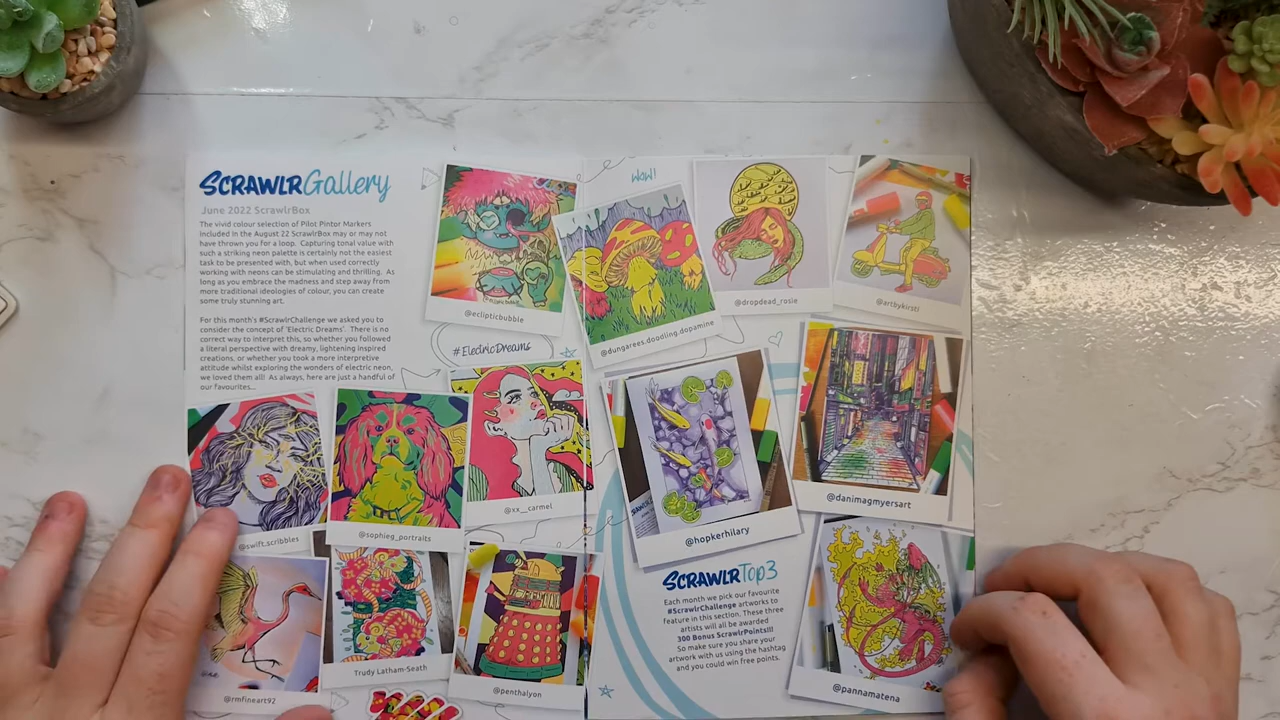 SCRAWLRGallery
June 2022 ScrawlrBox
The vivid colour selection of Pilot Pintor Markers
included in the August 22 ScrawlrBox may or may
not have thrown you for a loop. Capturing tonal value with
such a striking neon palette is certainly not the easiest
task to be presented with, but when used correctly
working with neons can be stimulating and thrilling. As
long as you embrace the madness and step away from
more traditional ideologies of colour, you can create
some truly stunning art.
For this month's #ScrawlrChallenge we asked you to
consider the concept of 'Electric Dreams'. There is no
correct way to interpret this, so whether you followed
a literal perspective with dreamy, lightening inspired
creations, or whether you took a more interpretive
attitude whilst exploring the wonders of electric neon,
we loved them all! As always, here are just a handful of
our favourites...
@eclipticbubble
#ElectricDreams
@swift.scribbles
@sophieg_portraits
@xx__carmel
@rmfineart92
Trudy Latham-Seath
@penthalyon
WOW!
@dungarees.doodling.dopamine
@dropdead_rosie
@artbykirsti
@hopkerhilary
@danimagmyersart
SCRAWLRTop3
Each month we pick our favourite
#ScrawlrChallenge artworks to
feature in this section. These three
artists will all be awarded
300 Bonus ScrawlrPoints!!!
So make sure you share your
artwork with us using the hashtag
and you could win free points.
@pannamatena